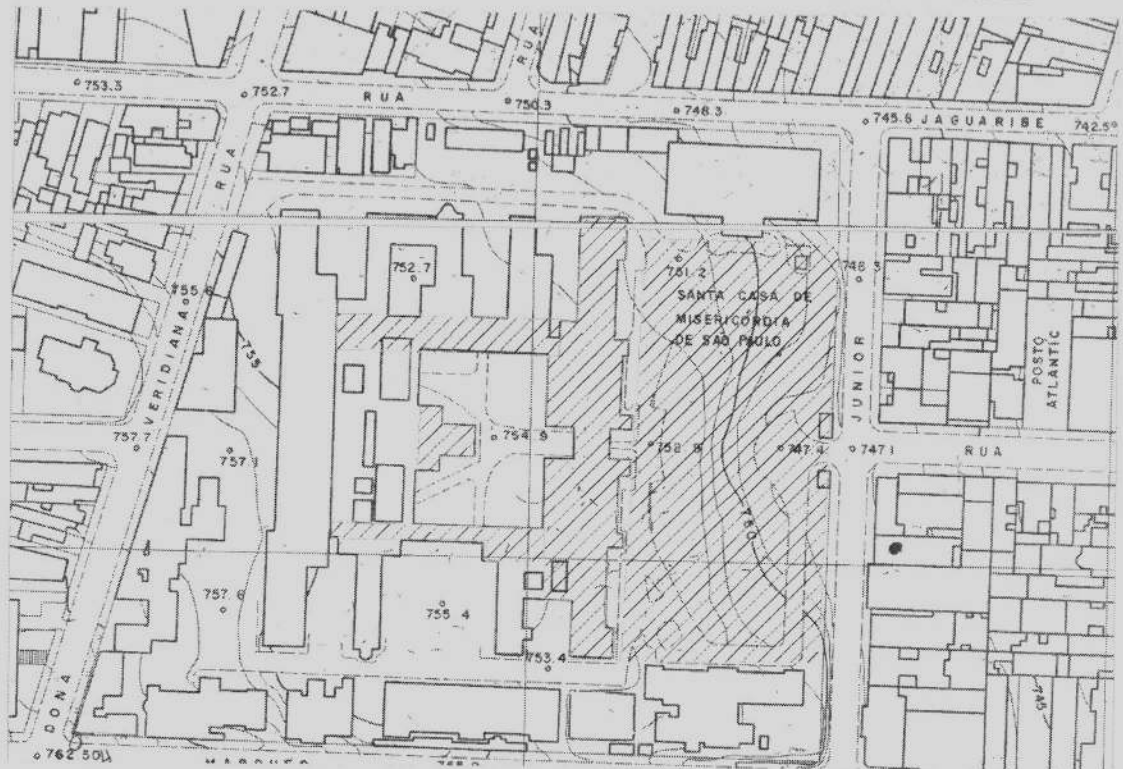 RUA
753.3
752.7
RUA
750.3
748.3
745.6
JAGUARIBE
742.5
RUA
752.7
751.2
748.3
SANTA CASA DE
MISERICORDIA
DE SAO PAULO
755.6
755
VERIDIANA
JUNIOR
POSTO
ATLANTIC
757.7
757.1
754.9
752.8
747.4
747.1
RUA
750
757.6
755.4
753.4
745
DONA
762.50